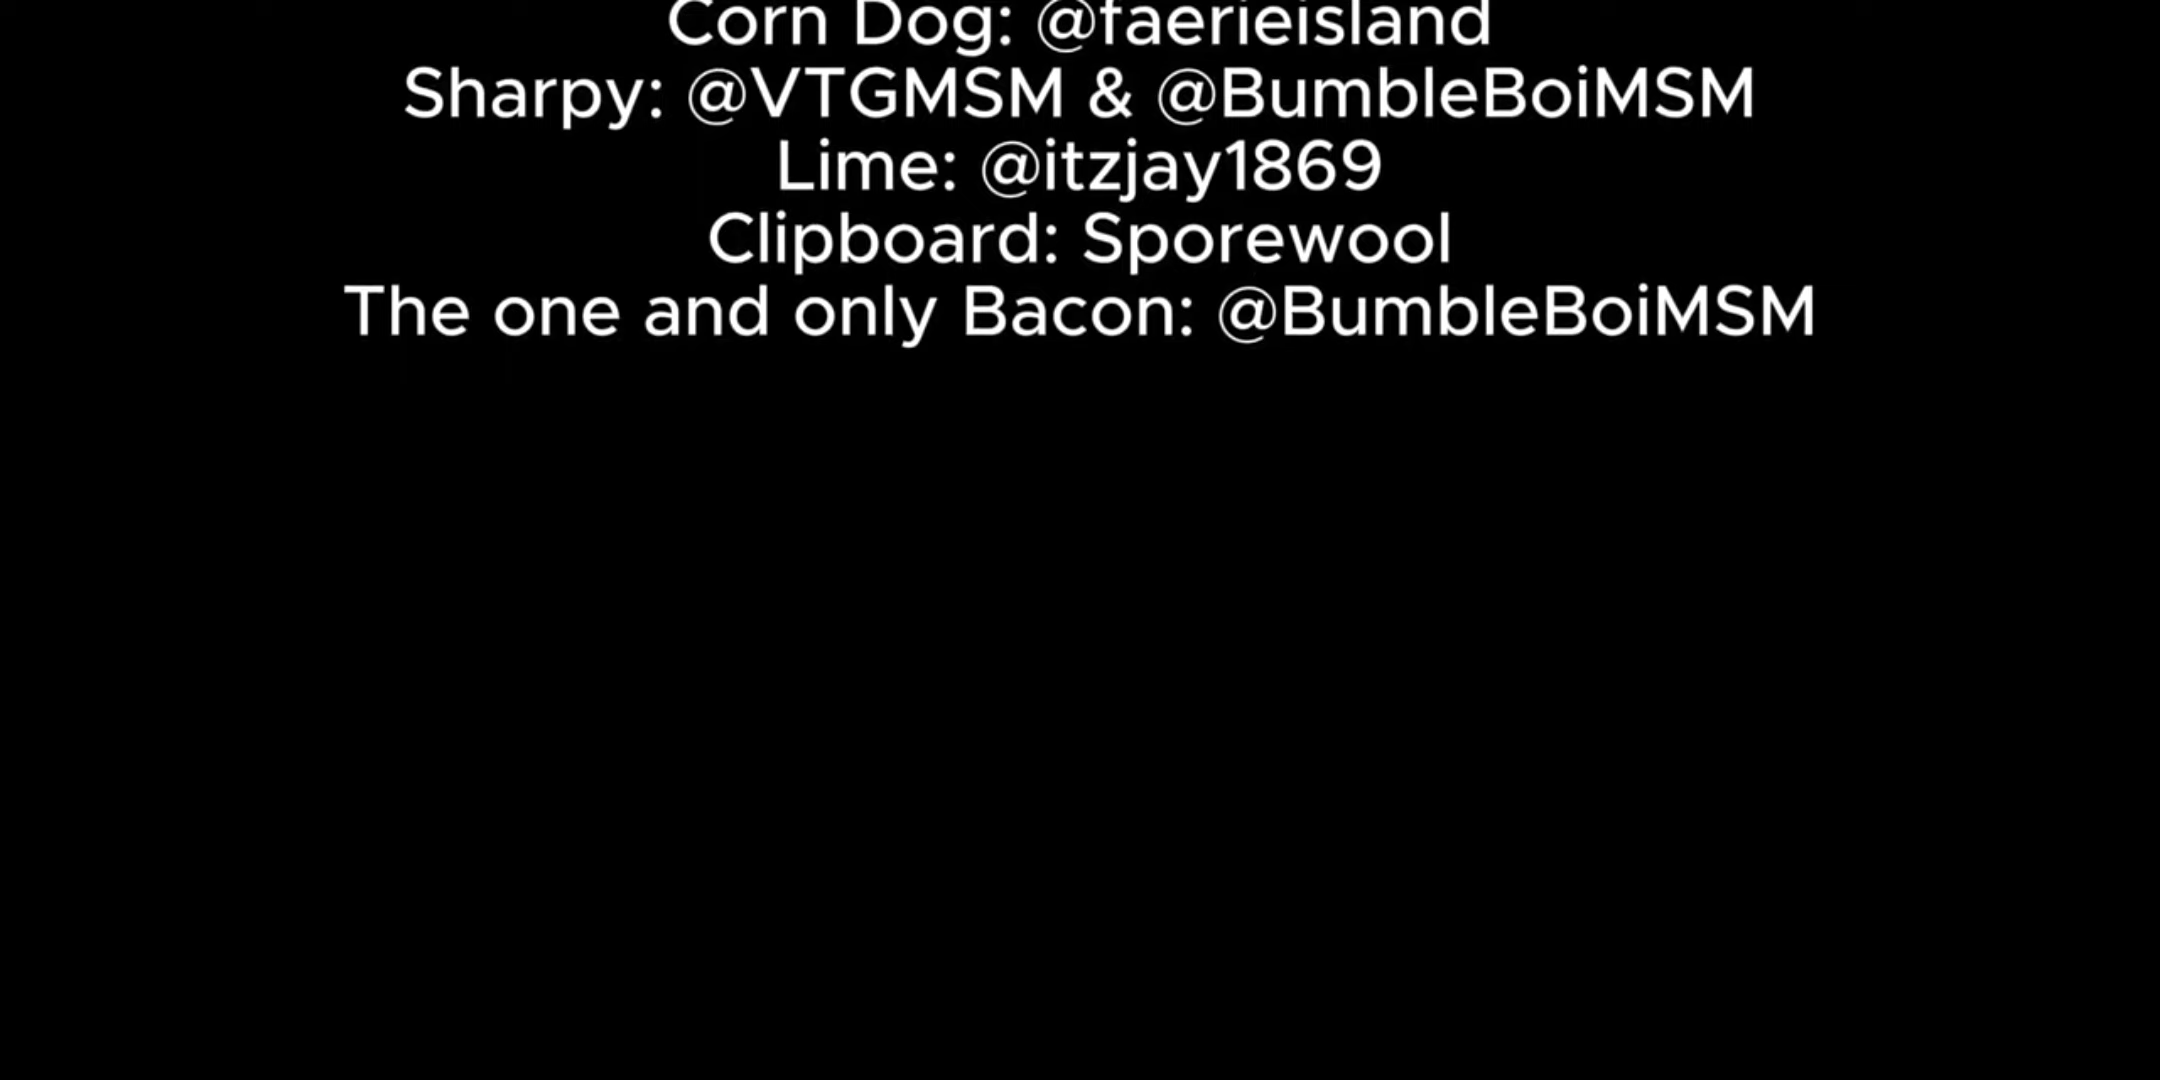 Corn Dog: @faerieisland
Sharpy: @VTGMSM & @BumbleBoiMSM
Lime: @itzjay1869
Clipboard: Sporewool
The one and only Bacon: @BumbleBoiMSM